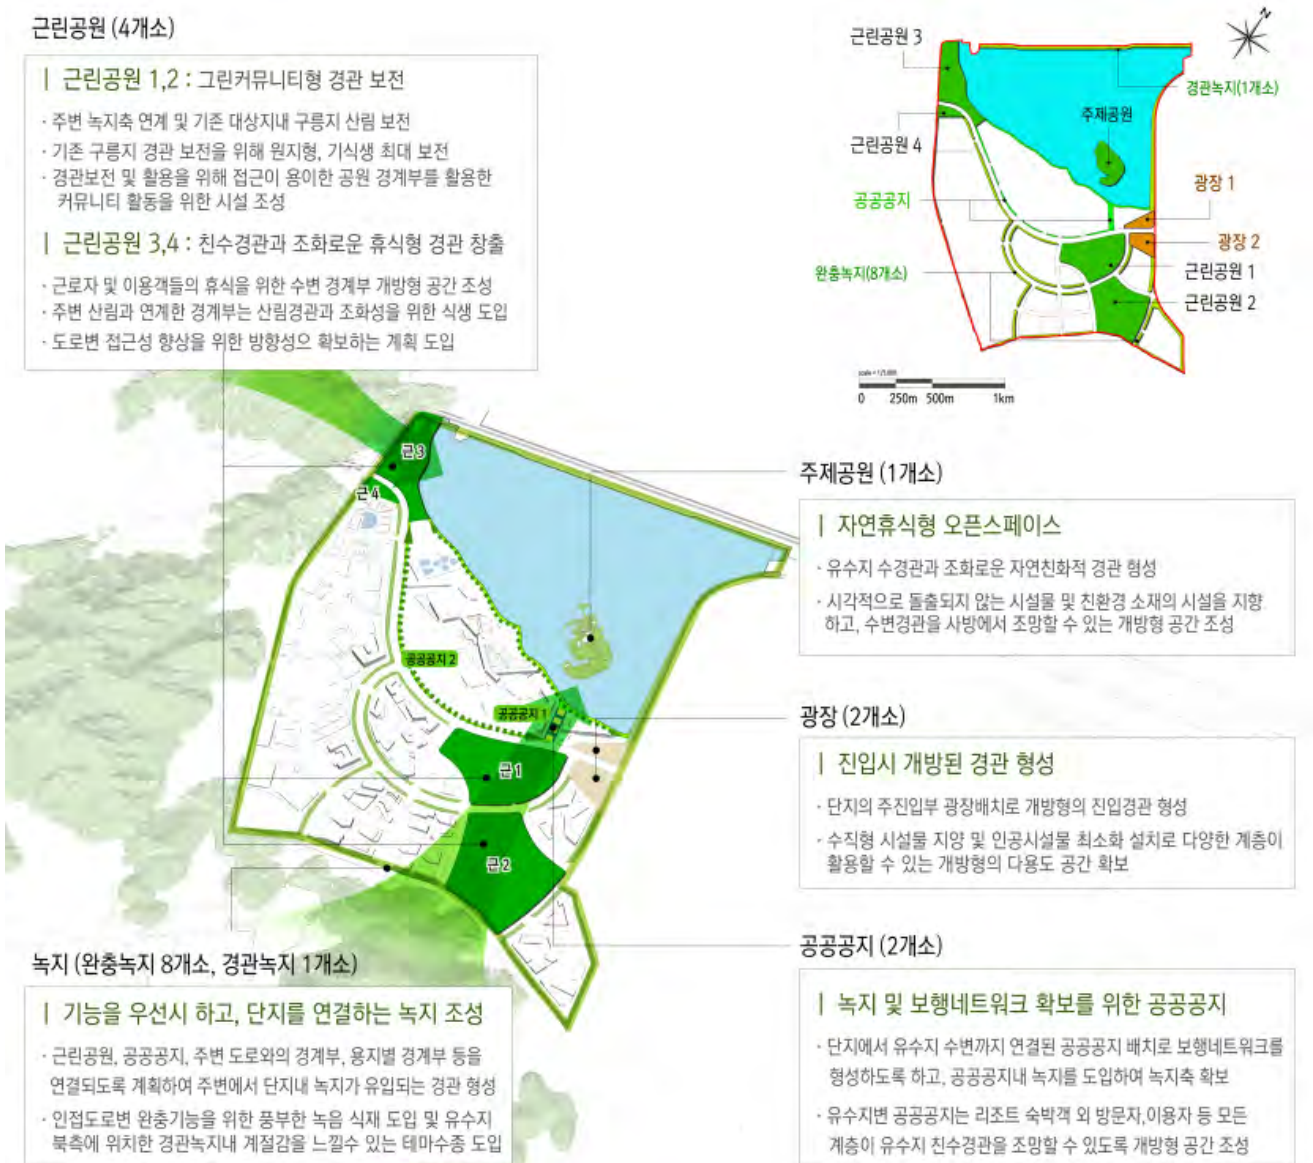 근린공원 (4개소)
| 근린공원 1,2 : 그린커뮤니티형 경관 보전
· 주변 녹지축 연계 및 기존 대상지내 구릉지 산림 보전
· 기존 구릉지 경관 보전을 위해 원지형, 기식생 최대 보전
· 경관보전 및 활용을 위해 접근이 용이한 공원 경계부를 활용한
커뮤니티 활동을 위한 시설 조성
| 근린공원 3,4 : 친수경관과 조화로운 휴식형 경관 창출
· 근로자 및 이용객들의 휴식을 위한 수변 경계부 개방형 공간 조성
· 주변 산림과 연계한 경계부는 산림경관과 조화성을 위한 식생 도입
· 도로변 접근성 향상을 위한 방향성으 확보하는 계획 도입
N
근린공원 3
경관녹지(1개소)
주제공원
근린공원 4
광장 1
공공공지
광장 2
완충녹지(8개소)
근린공원 1
근린공원 2
0 250m 500m 1km
근3
근4
공공공지 2
공공공지 1
근1
근2
주제공원 (1개소)
| 자연휴식형 오픈스페이스
· 유수지 수경관과 조화로운 자연친화적 경관 형성
· 시각적으로 돌출되지 않는 시설물 및 친환경 소재의 시설을 지향
하고, 수변경관을 사방에서 조망할 수 있는 개방형 공간 조성
광장 (2개소)
| 진입시 개방된 경관 형성
· 단지의 주진입부 광장배치로 개방형의 진입경관 형성
· 수직형 시설물 지양 및 인공시설물 최소화 설치로 다양한 계층이
활용할 수 있는 개방형의 다용도 공간 확보
녹지 (완충녹지 8개소, 경관녹지 1개소)
| 기능을 우선시 하고, 단지를 연결하는 녹지 조성
· 근린공원, 공공공지, 주변 도로와의 경계부, 용지별 경계부 등을
연결되도록 계획하여 주변에서 단지내 녹지가 유입되는 경관 형성
· 인접도로변 완충기능을 위한 풍부한 녹음 식재 도입 및 유수지
북측에 위치한 경관녹지내 계절감을 느낄수 있는 테마수종 도입
공공공지 (2개소)
| 녹지 및 보행네트워크 확보를 위한 공공공지
· 단지에서 유수지 수변까지 연결된 공공공지 배치로 보행네트워크를
형성하도록 하고, 공공공지내 녹지를 도입하여 녹지축 확보
· 유수지변 공공공지는 리조트 숙박객 외 방문자,이용자 등 모든
계층이 유수지 친수경관을 조망할 수 있도록 개방형 공간 조성